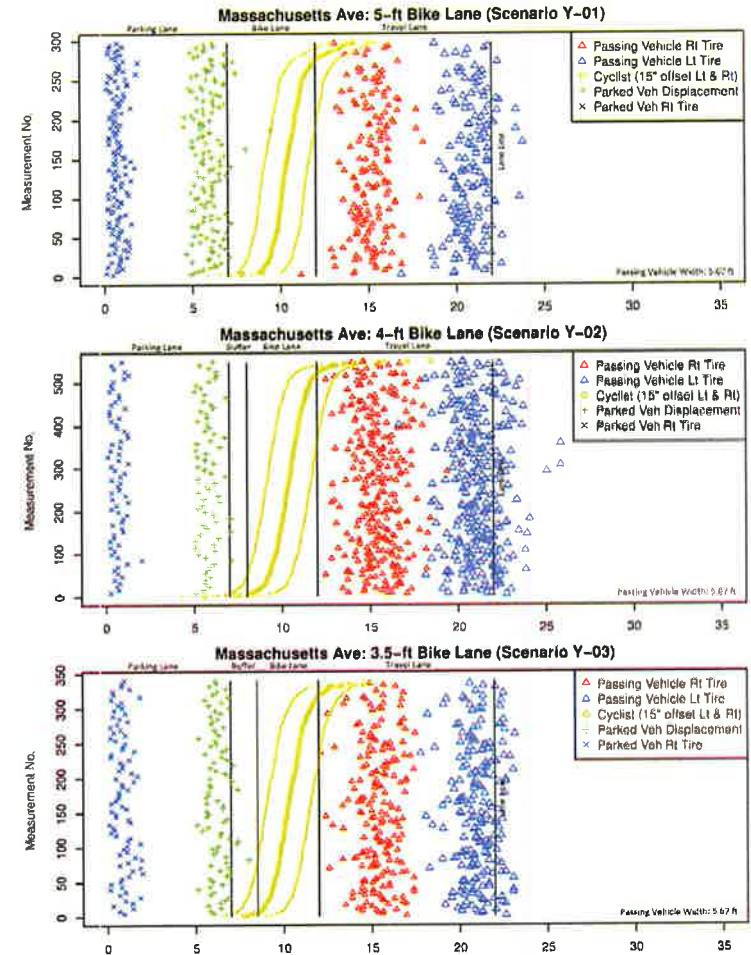 Massachusetts Ave: 5-ft Bike Lane (Scenario Y-01)
Parking Lane Bike Lane Travel Lane
Measurement No.
300
250
200
150
100
50
0
Passing Vehicle Rt Tire
Passing Vehicle Lt Tire
Cyclist (15" offset Lt & Rt)
Parked Veh Displacement
Parked Veh Rt Tire
Lane Line
Passing Vehicle Width: 5.67 ft
0 5 10 15 20 25 30 35
Massachusetts Ave: 4-ft Bike Lane (Scenario Y-02)
Parking Lane Buffer Bike Lane Travel Lane
Measurement No.
500
400
300
200
100
0
Passing Vehicle Rt Tire
Passing Vehicle Lt Tire
Cyclist (15" offset Lt & Rt)
Parked Veh Displacement
Parked Veh Rt Tire
Passing Vehicle Width: 5.67 ft
0 5 10 15 20 25 30 35
Massachusetts Ave: 3.5-ft Bike Lane (Scenario Y-03)
Parking Lane Buffer Bike Lane Travel Lane
Measurement No.
350
300
250
200
150
100
50
0
Passing Vehicle Rt Tire
Passing Vehicle Lt Tire
Cyclist (15" offset Lt & Rt)
Parked Veh Displacement
Parked Veh Rt Tire
Passing Vehicle Width: 5.67 ft
0 5 10 15 20 25 30 35